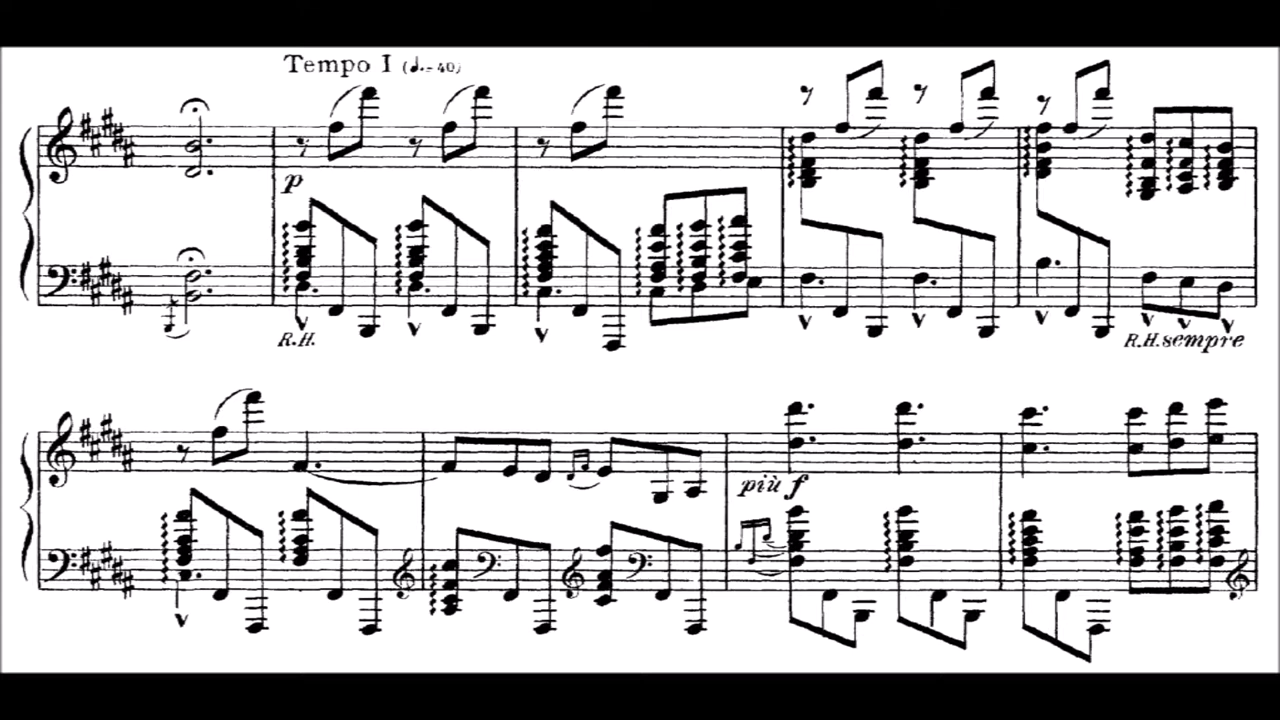 Tempo I (♩.=40)
p
R.H.
R.H. sempre
più f